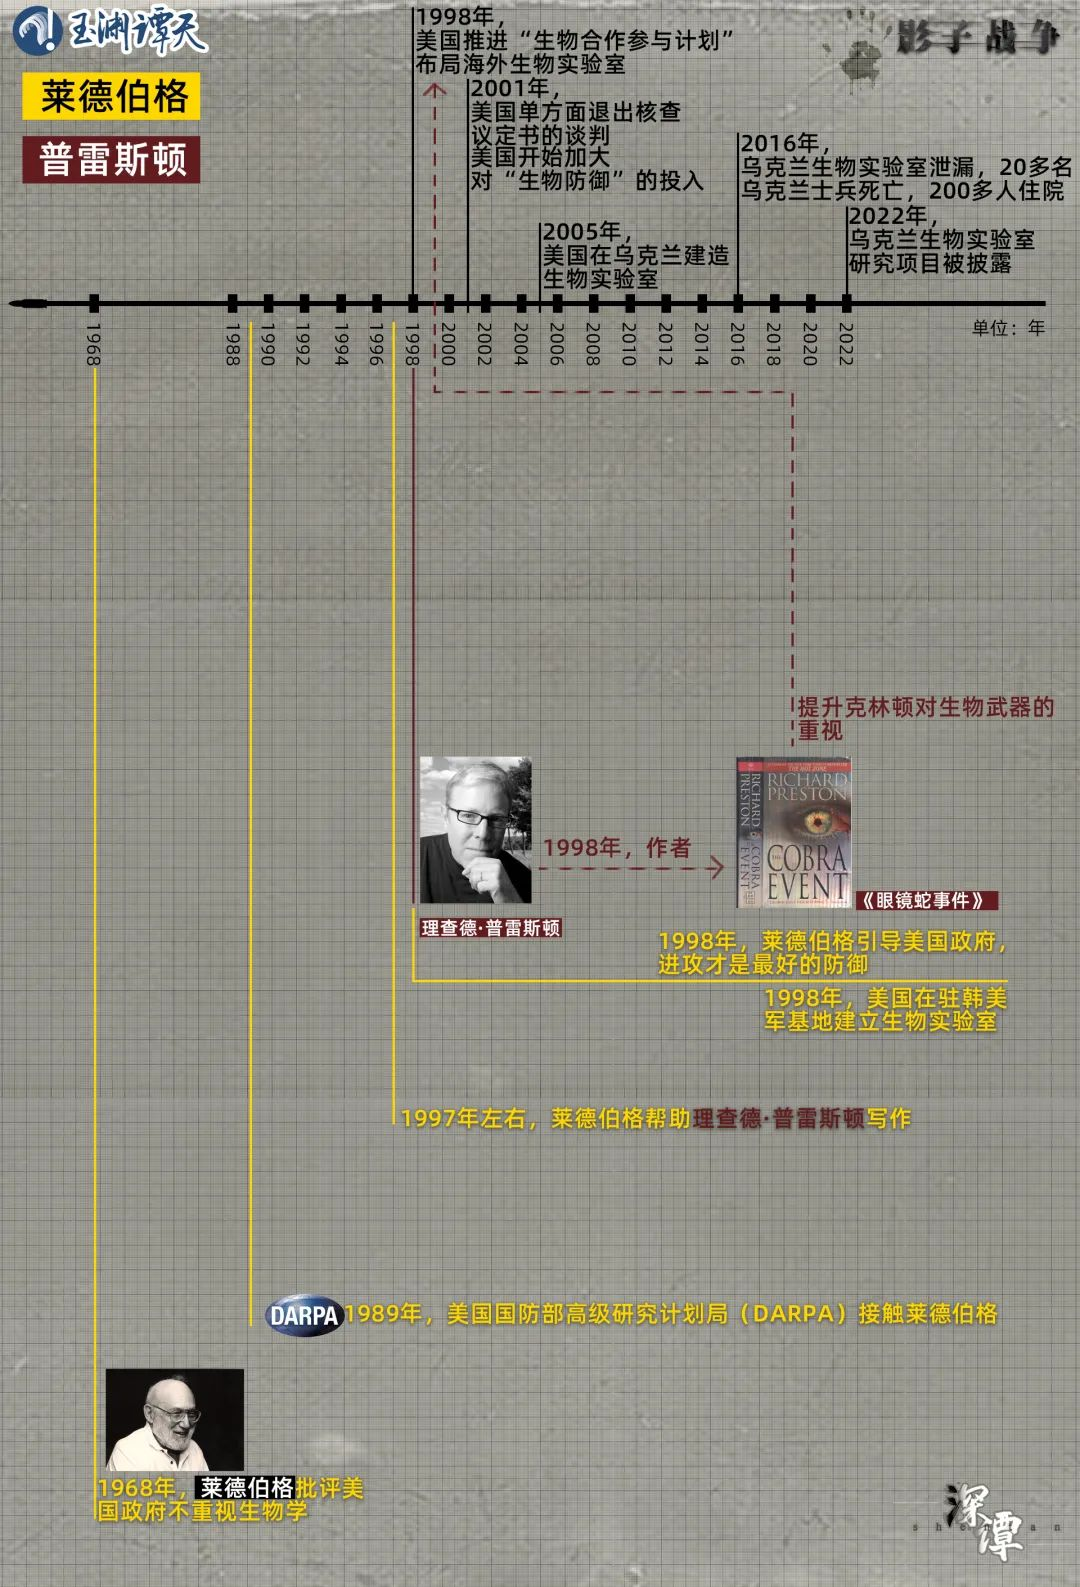 玉渊谭天
影子 战争
莱德伯格
普雷斯顿
1998年，
美国推进“生物合作参与计划”
布局海外生物实验室
2001年，
美国单方面退出核查
议定书的谈判
美国开始加大
对“生物防御”的投入
2005年，
美国在乌克兰建造
生物实验室
2016年，
乌克兰生物实验室泄漏，20多名
乌克兰士兵死亡，200多人住院
2022年，
乌克兰生物实验室
研究项目被披露
单位：年
1968
1988
1990
1992
1994
1996
1998
2000
2002
2004
2006
2008
2010
2012
2014
2016
2018
2020
2022
提升克林顿对生物武器的
重视
1998年，作者
RICHARD
PRESTON
THE
COBRA
EVENT
RICHARD PRESTON
COBRA EVENT
《眼镜蛇事件》
理查德·普雷斯顿
1998年，莱德伯格引导美国政府，
进攻才是最好的防御
1998年，美国在驻韩美
军基地建立生物实验室
1997年左右，莱德伯格帮助理查德·普雷斯顿写作
DARPA
1989年，美国国防部高级研究计划局（DARPA）接触莱德伯格
1968年，莱德伯格批评美
国政府不重视生物学
深潭